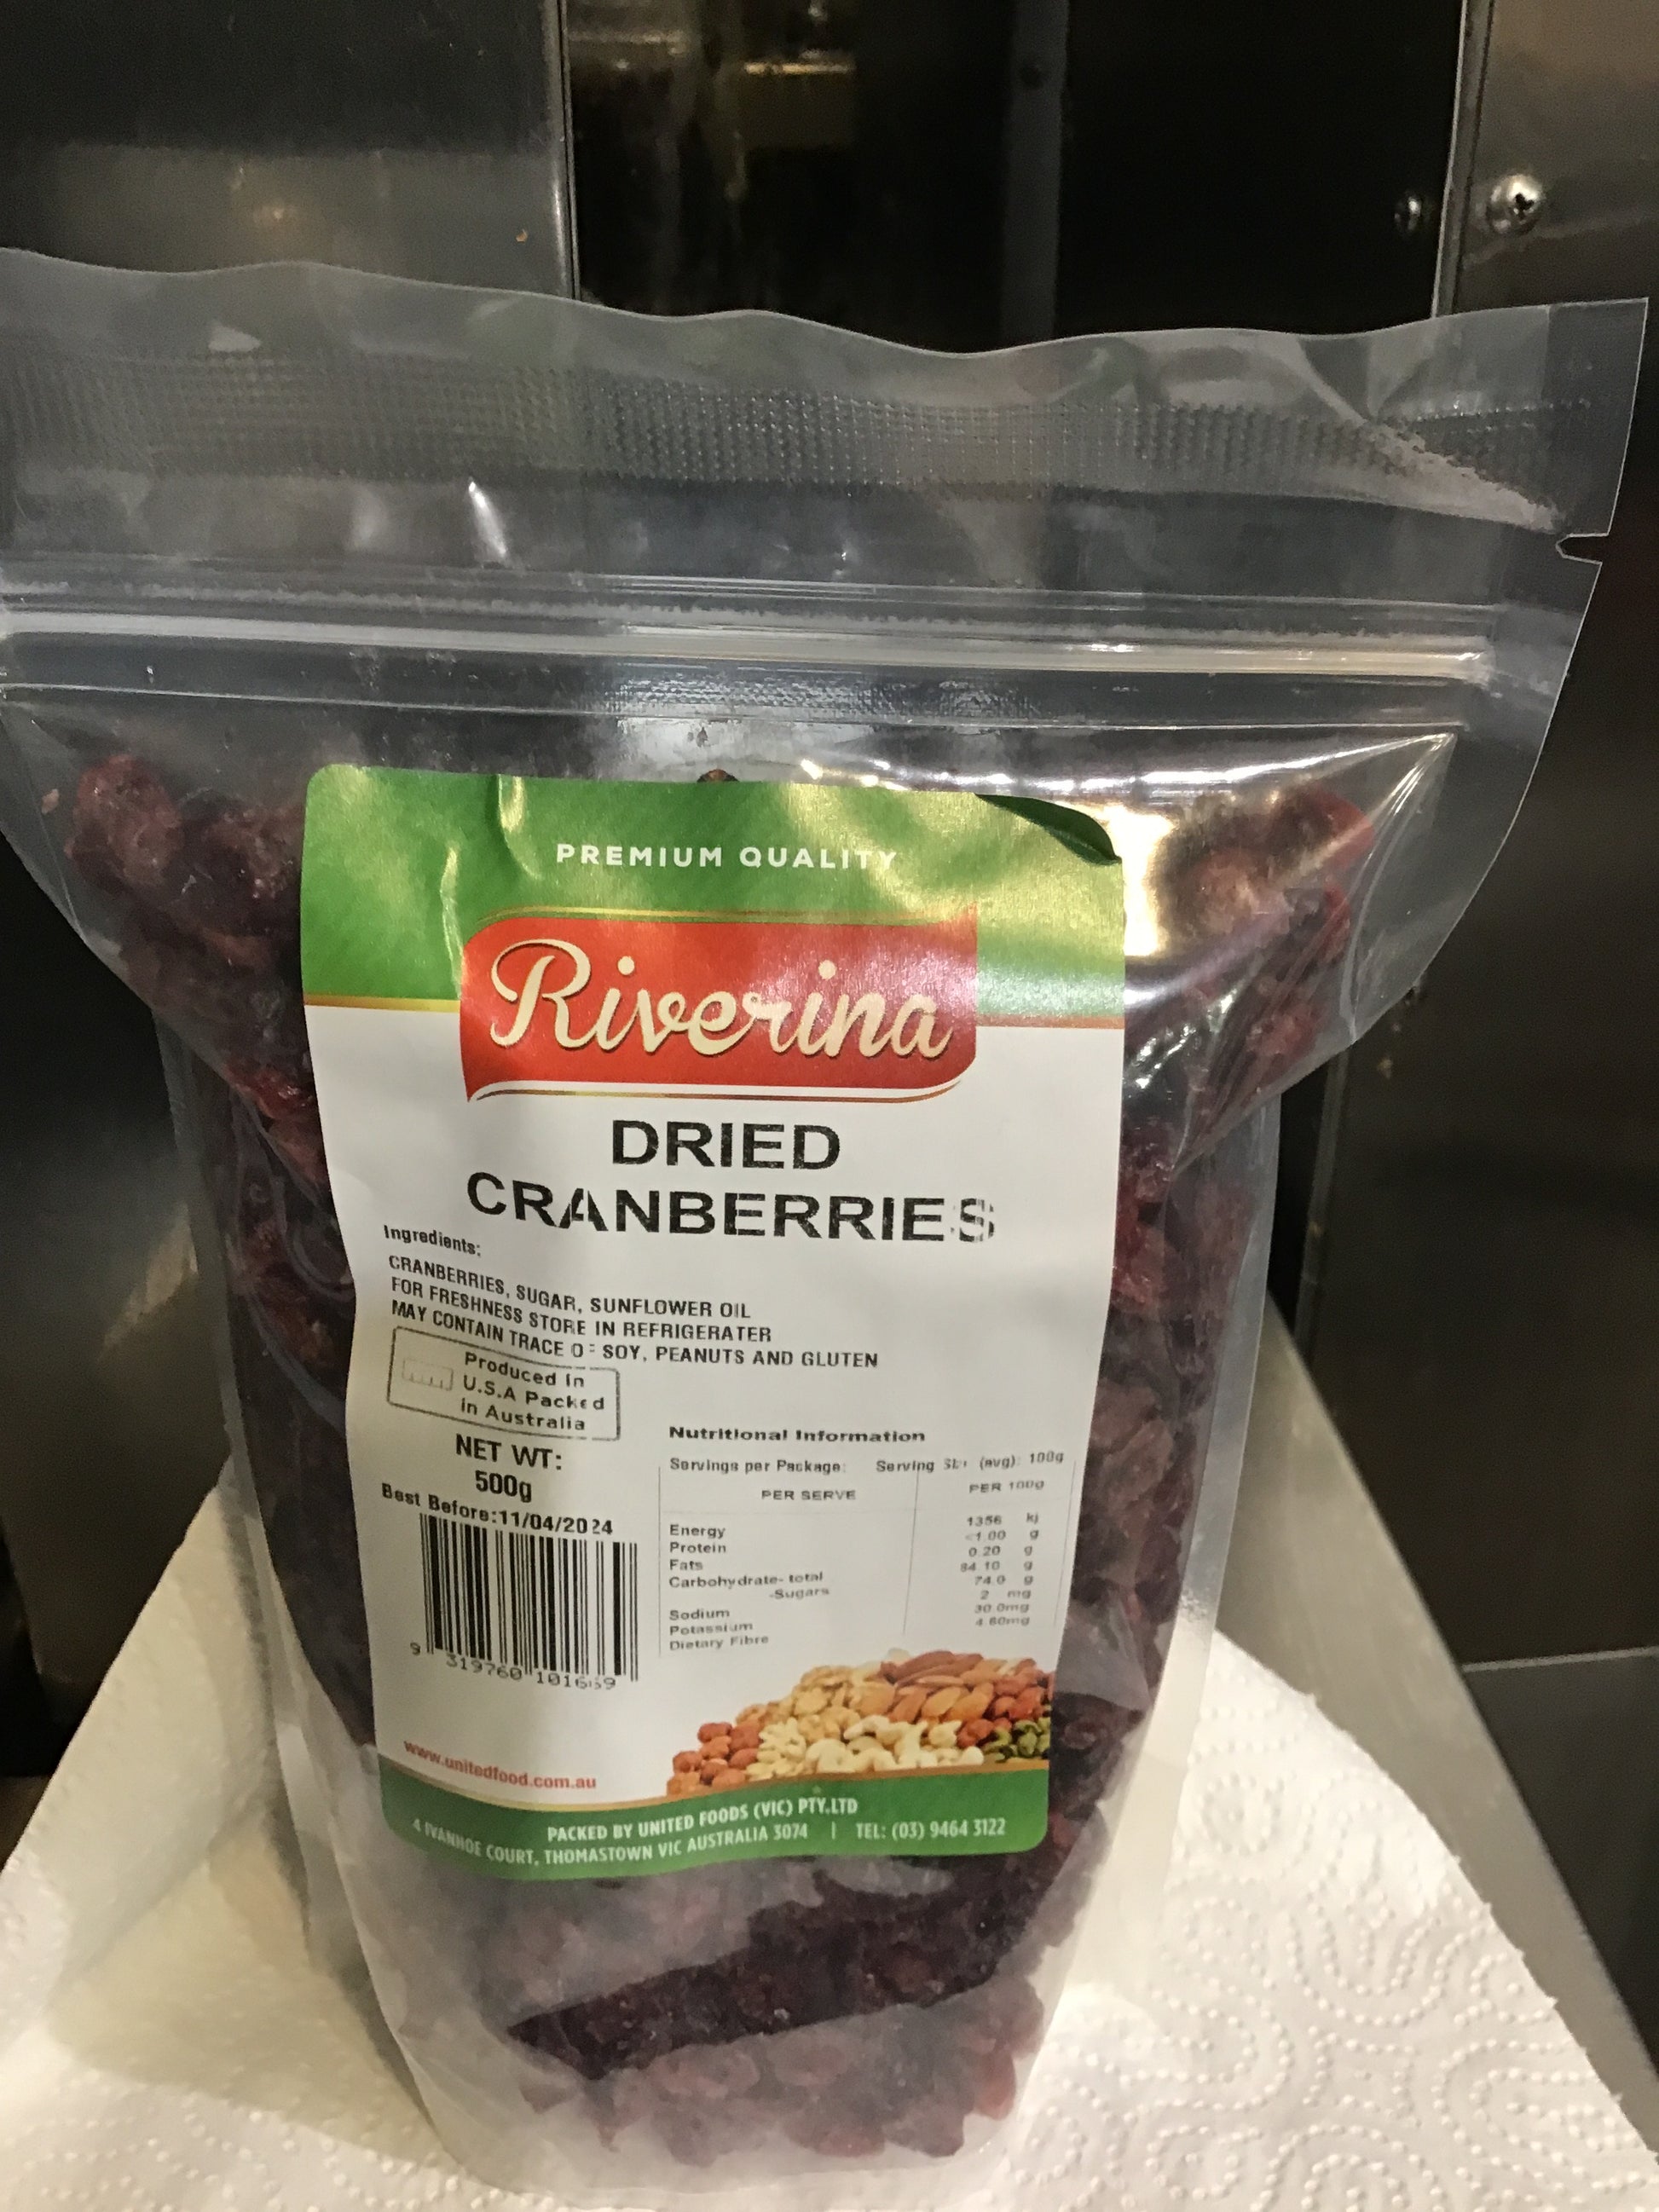 PREMIUM QUALITY
Riverina
DRIED
CRANBERRIES
Ingredients:
CRANBERRIES, SUGAR, SUNFLOWER OIL
FOR FRESHNESS STORE IN REFRIGERATER
MAY CONTAIN TRACE OF SOY, PEANUTS AND GLUTEN
Produced in
U.S.A Packed
in Australia
NET WT:
500g
Best Before:11/04/2024
Nutritional Information
Servings per Package: Serving (avg): 100g
PER SERVE PER 100g
Energy 1356 kj
Protein <1.00 g
Fats 0.20 g
Carbohydrate- total 84.10 g
-Sugars 74.0 g
Sodium 2 mg
Potassium 30.0mg
Dietary Fibre 4.60mg
9 319760
www.unitedfood.com.au
PACKED BY UNITED FOODS (VIC) PTY.LTD
4 IVANHOE COURT, THOMASTOWN VIC AUSTRALIA 3074 | TEL: (03) 9464 3122